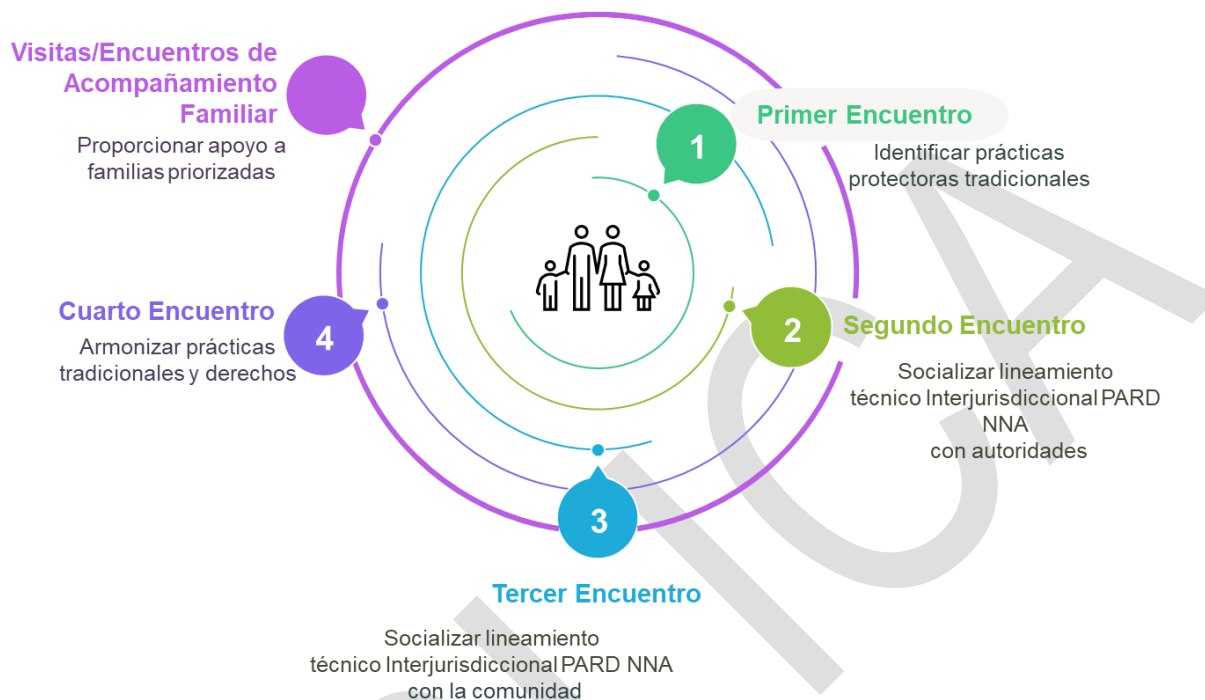 Visitas/Encuentros de
Acompañamiento
Familiar
Proporcionar apoyo a
familias priorizadas
1
Primer Encuentro
Identificar prácticas
protectoras tradicionales
2
Segundo Encuentro
Socializar lineamiento
técnico Interjurisdiccional PARD
NNA
con autoridades
3
Tercer Encuentro
Socializar lineamiento
técnico Interjurisdiccional PARD NNA
con la comunidad
4
Cuarto Encuentro
Armonizar prácticas
tradicionales y derechos
ICA